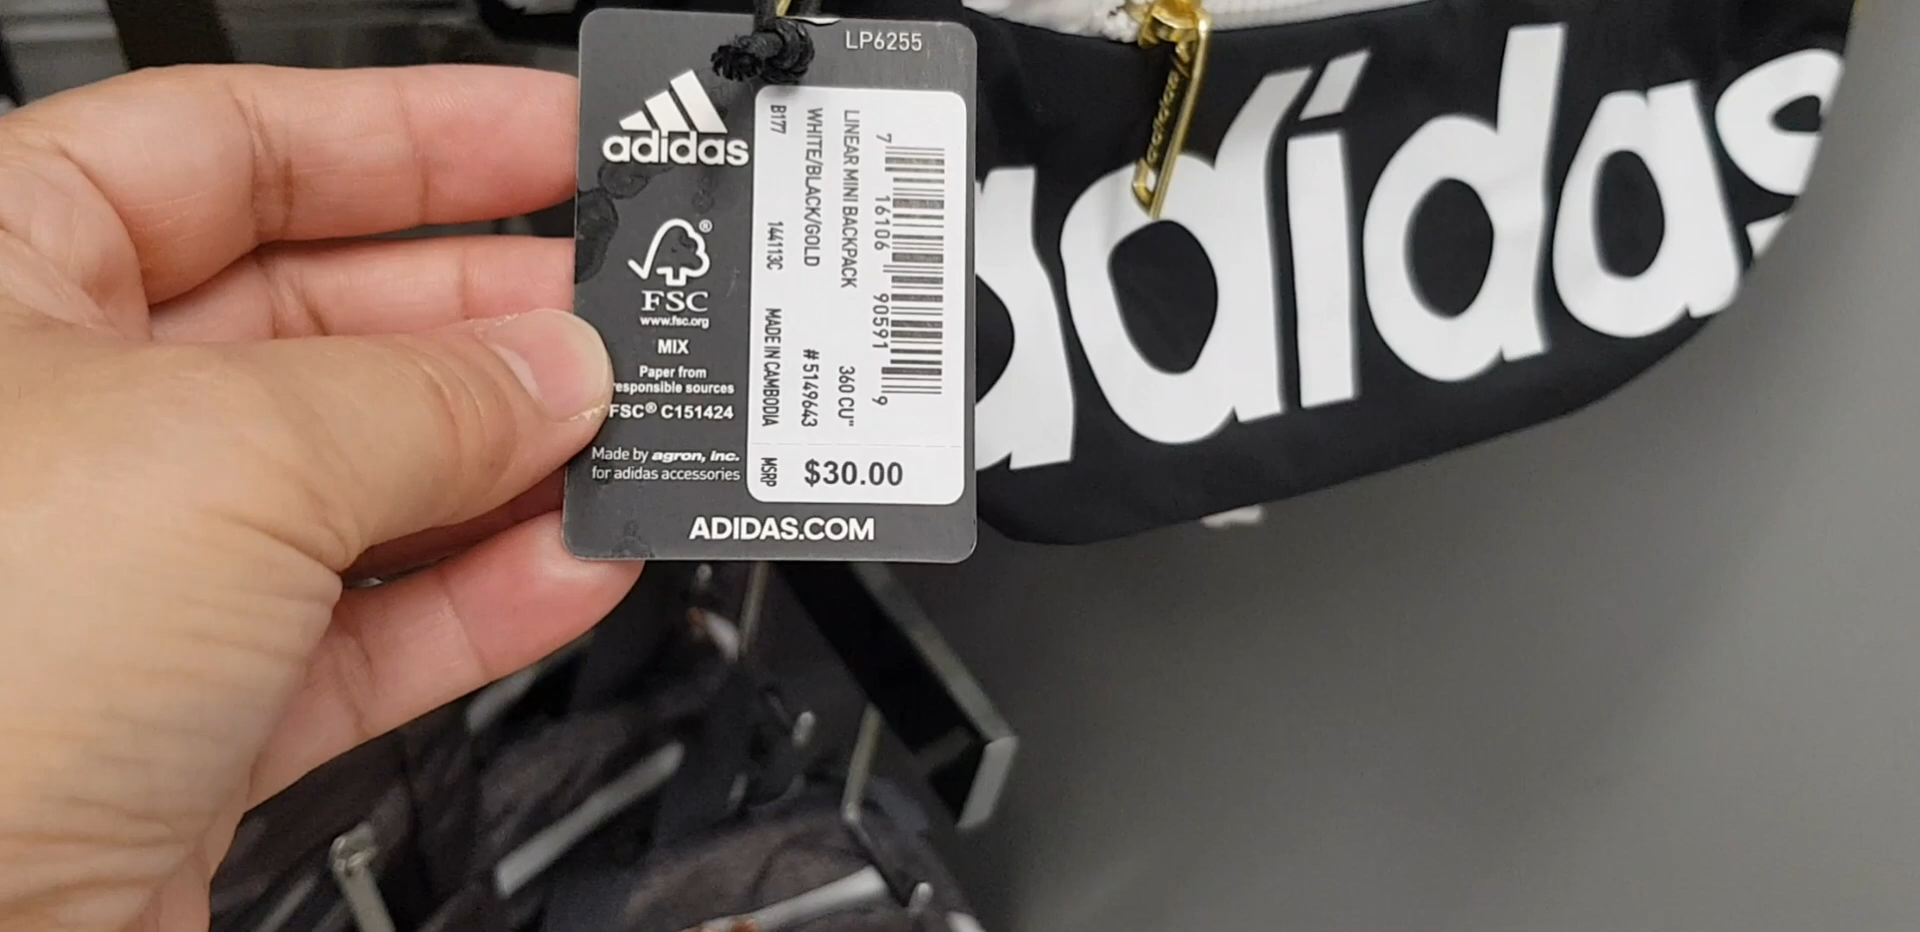 LP6255
adidas
FSC®
www.fsc.org
MIX
Paper from
responsible sources
FSC® C151424
Made by agron, inc.
for adidas accessories
7 16106 90591 9
LINEAR MINI BACKPACK 360 CU"
WHITE/BLACK/GOLD #5149643
B177 144113C MADE IN CAMBODIA
MSRP $30.00
ADIDAS.COM
adidas
adidas